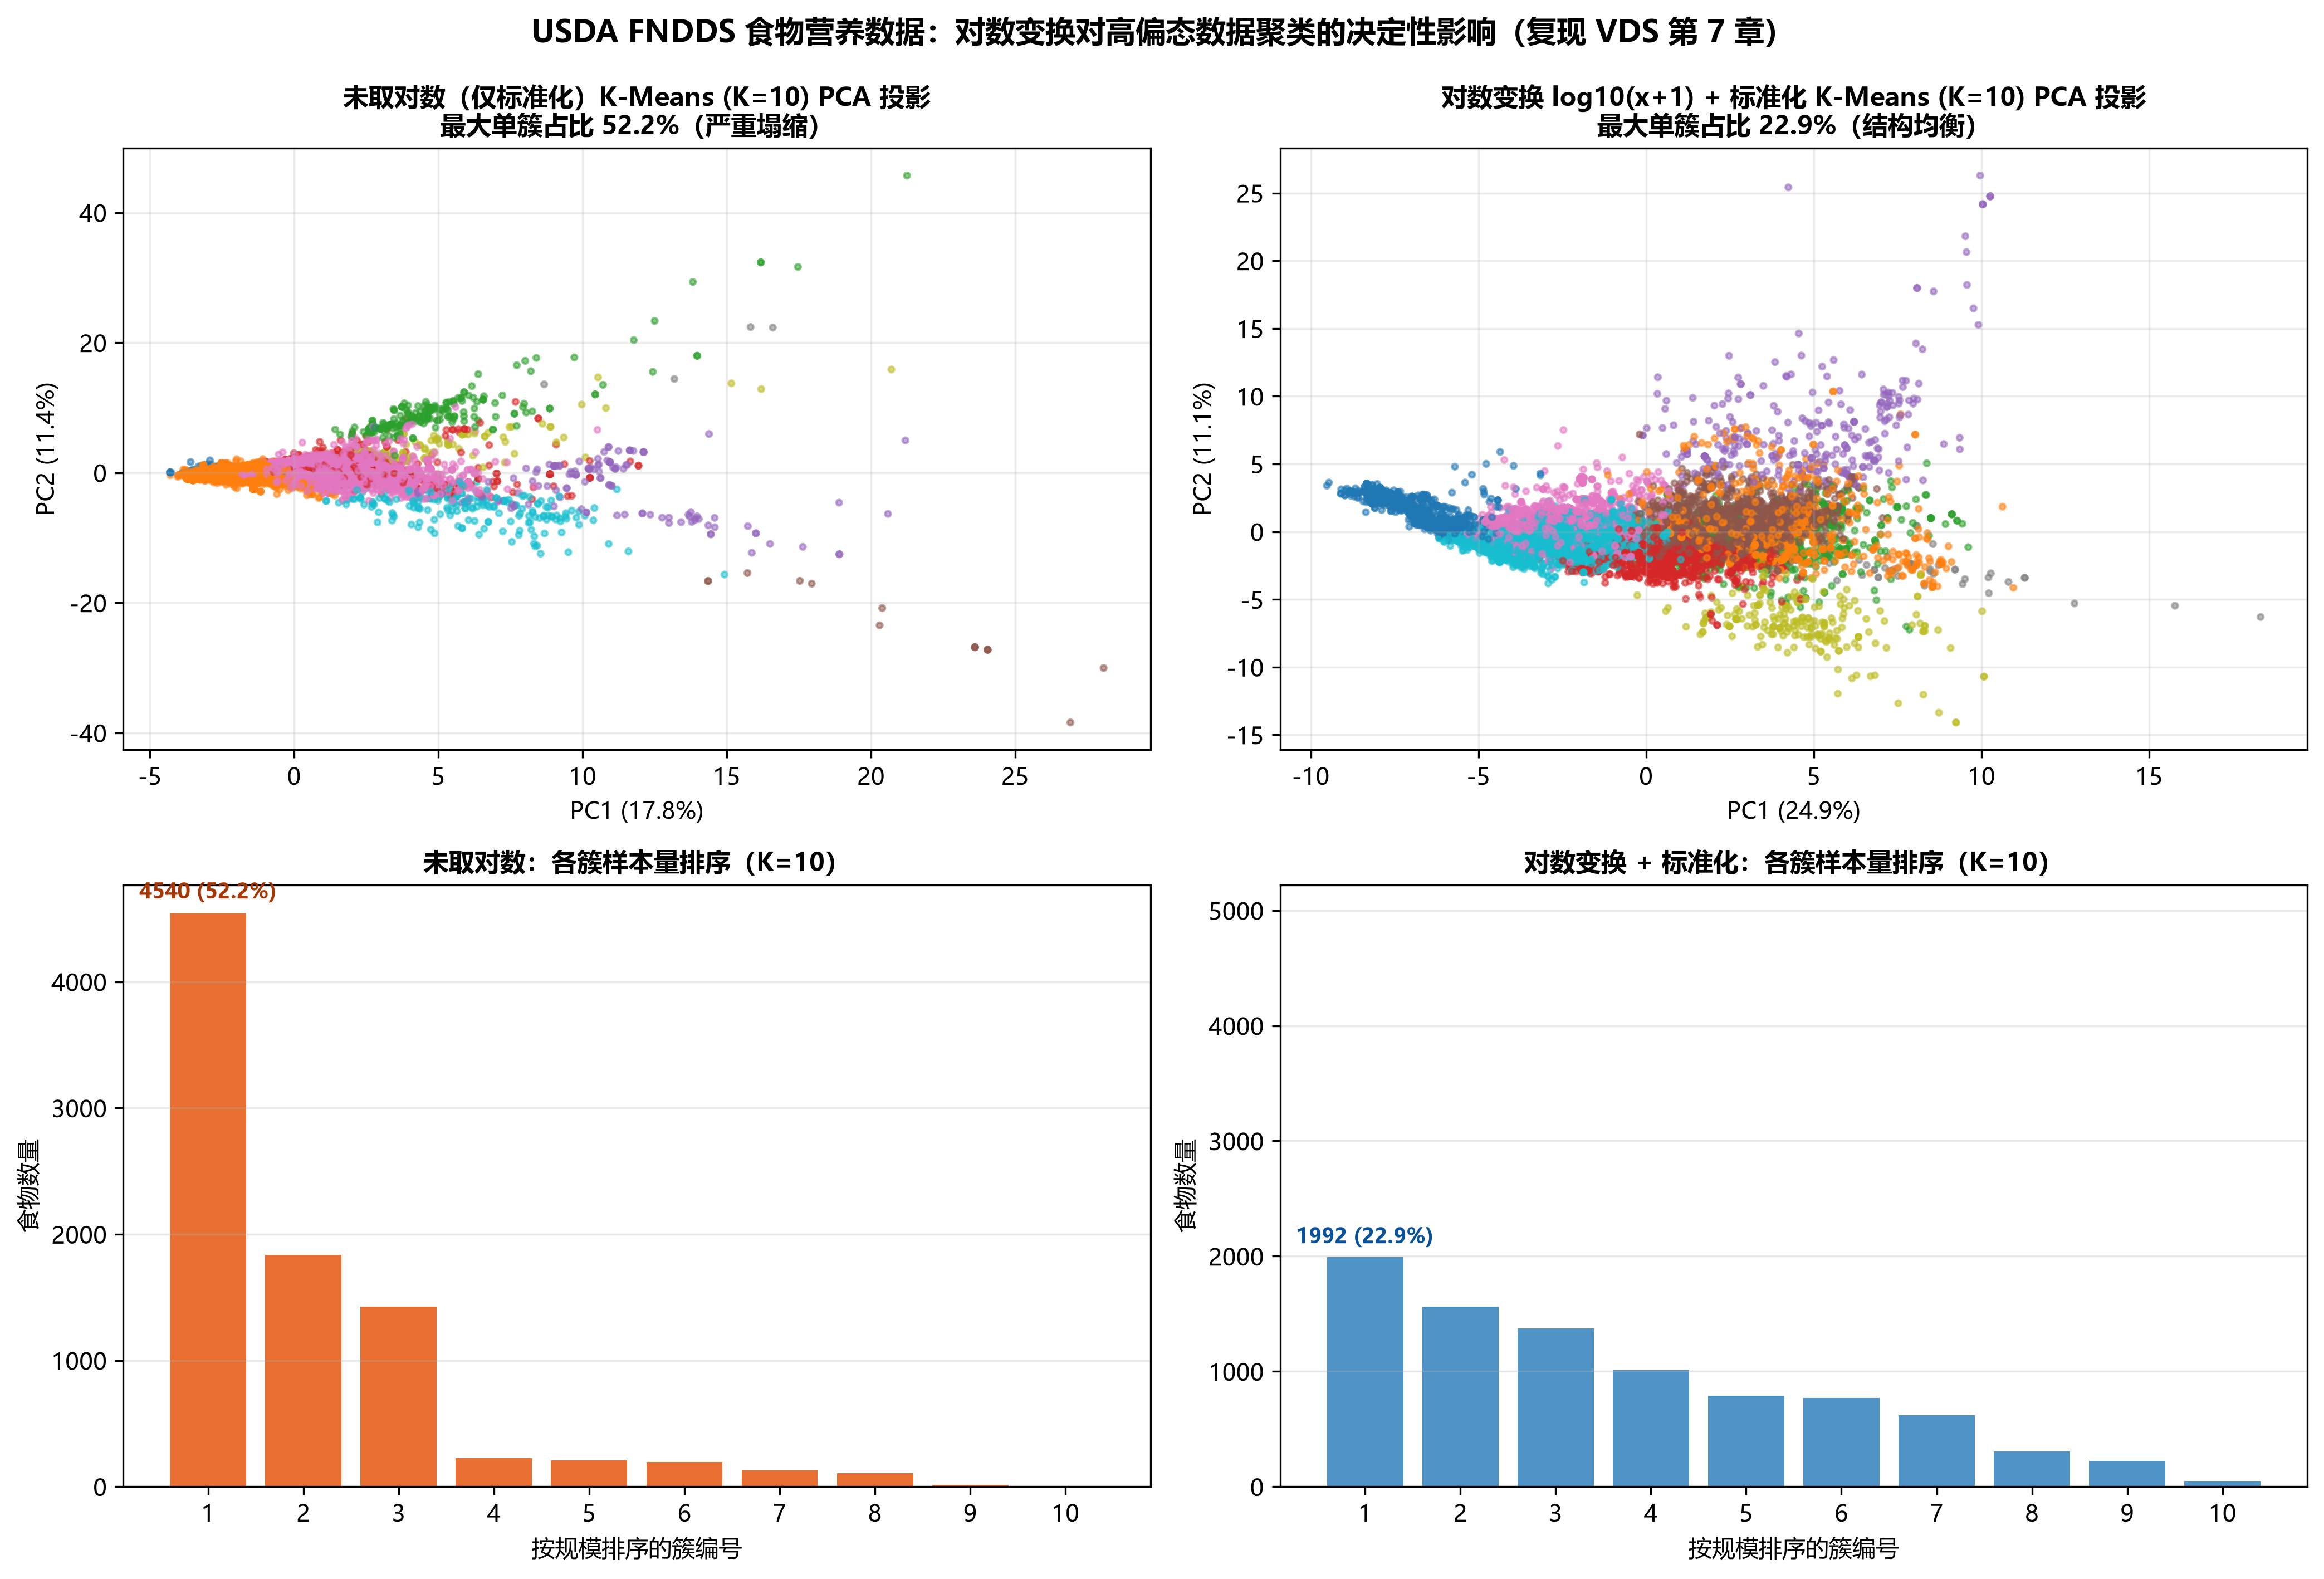 USDA FNDDS 食物营养数据：对数变换对高偏态数据聚类的决定性影响（复现 VDS 第 7 章）
未取对数（仅标准化）K-Means (K=10) PCA 投影
最大单簇占比 52.2%（严重塌缩）
40
20
0
-20
-40
PC2 (11.4%)
-5 0 5 10 15 20 25
PC1 (17.8%)
对数变换 log10(x+1) + 标准化 K-Means (K=10) PCA 投影
最大单簇占比 22.9%（结构均衡）
25
20
15
10
5
0
-5
-10
-15
PC2 (11.1%)
-10 -5 0 5 10 15
PC1 (24.9%)
未取对数：各簇样本量排序（K=10）
4540 (52.2%)
4000
3000
2000
1000
0
食物数量
1 2 3 4 5 6 7 8 9 10
按规模排序的簇编号
对数变换 + 标准化：各簇样本量排序（K=10）
5000
4000
3000
2000
1000
0
食物数量
1992 (22.9%)
1 2 3 4 5 6 7 8 9 10
按规模排序的簇编号